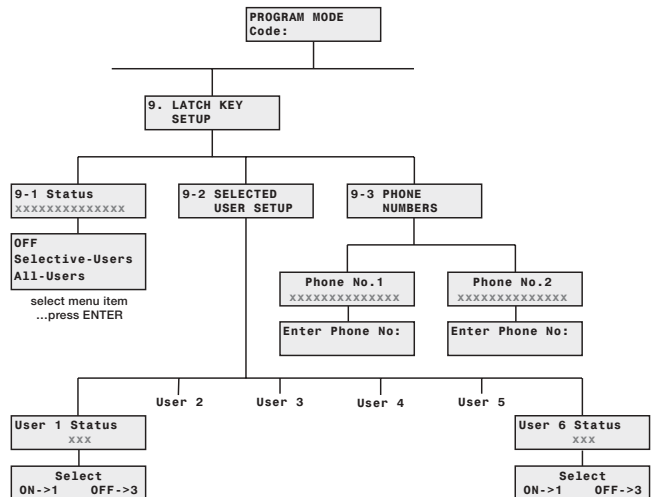 PROGRAM MODE
Code:
9. LATCH KEY
SETUP
9-1 Status
xxxxxxxxxxxxxx
9-2 SELECTED
USER SETUP
9-3 PHONE
NUMBERS
OFF
Selective-Users
All-Users
select menu item
...press ENTER
Phone No.1
xxxxxxxxxxxxxx
Phone No.2
xxxxxxxxxxxxxx
Enter Phone No:
Enter Phone No:
User 1 Status
xxx
User 2
User 3
User 4
User 5
User 6 Status
xxx
Select
ON->1 OFF->3
Select
ON->1 OFF->3